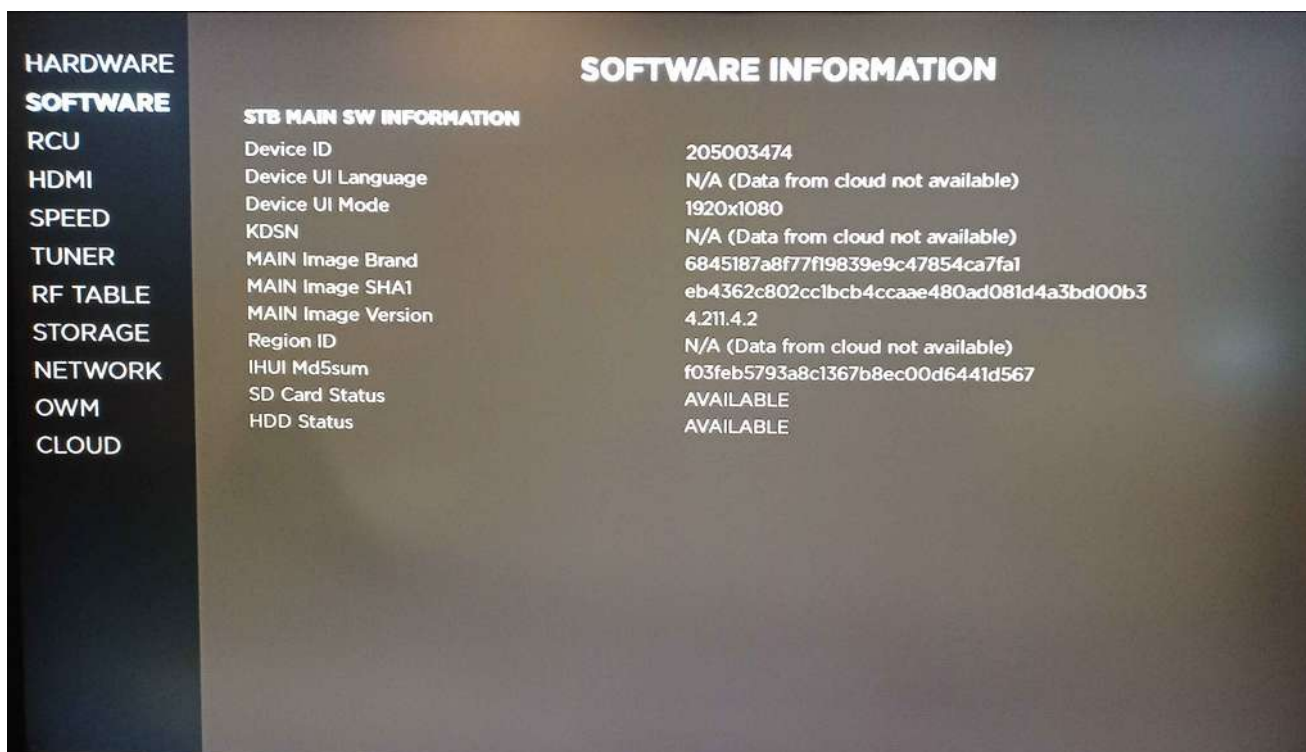 HARDWARE
SOFTWARE
RCU
HDMI
SPEED
TUNER
RF TABLE
STORAGE
NETWORK
OWM
CLOUD
SOFTWARE INFORMATION
STB MAIN SW INFORMATION
Device ID 205003474
Device UI Language N/A (Data from cloud not available)
Device UI Mode 1920x1080
KDSN N/A (Data from cloud not available)
MAIN Image Brand 6845187a8f77f19839e9c47854ca7fa1
MAIN Image SHA1 eb4362c802cc1bcb4ccaae480ad081d4a3bd00b3
MAIN Image Version 4.211.4.2
Region ID N/A (Data from cloud not available)
IHUI Md5sum f03feb5793a8c1367b8ec00d6441d567
SD Card Status AVAILABLE
HDD Status AVAILABLE